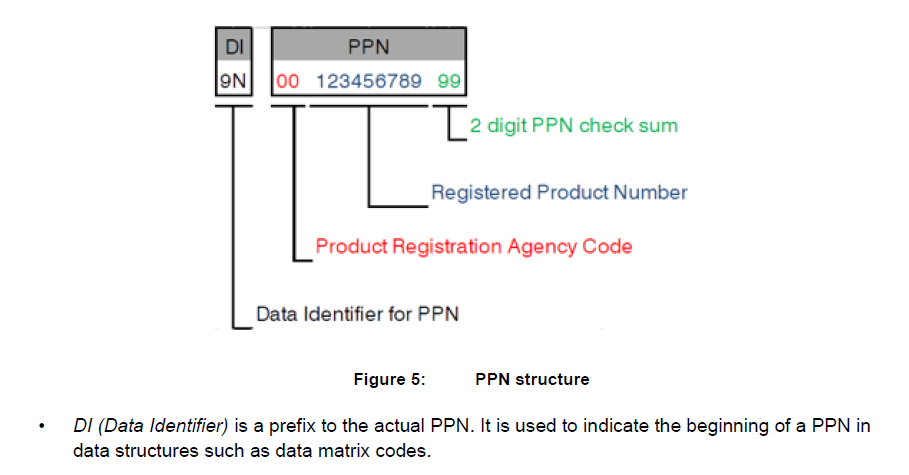 DI PPN
9N 00 123456789 99
2 digit PPN check sum
Registered Product Number
Product Registration Agency Code
Data Identifier for PPN
Figure 5: PPN structure
• DI (Data Identifier) is a prefix to the actual PPN. It is used to indicate the beginning of a PPN in
data structures such as data matrix codes.